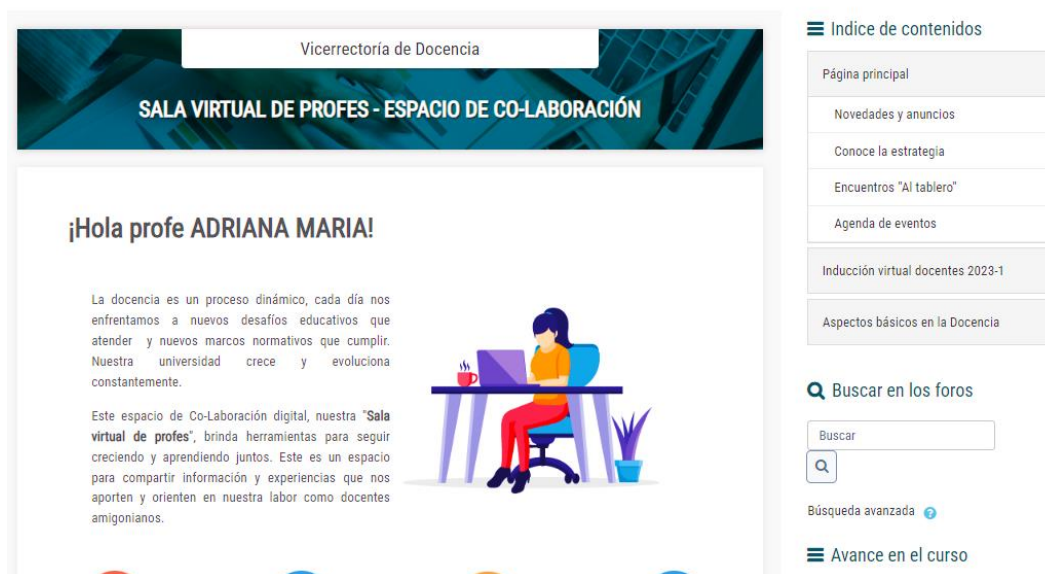 Vicerrectoría de Docencia
SALA VIRTUAL DE PROFES - ESPACIO DE CO-LABORACIÓN
¡Hola profe ADRIANA MARIA!
La docencia es un proceso dinámico, cada día nos
enfrentamos a nuevos desafíos educativos que
atender y nuevos marcos normativos que cumplir.
Nuestra universidad crece y evoluciona
constantemente.
Este espacio de Co-Laboración digital, nuestra "Sala
virtual de profes", brinda herramientas para seguir
creciendo y aprendiendo juntos. Este es un espacio
para compartir información y experiencias que nos
aporten y orienten en nuestra labor como docentes
amigonianos.
Indice de contenidos
Página principal
Novedades y anuncios
Conoce la estrategia
Encuentros "Al tablero"
Agenda de eventos
Inducción virtual docentes 2023-1
Aspectos básicos en la Docencia
Buscar en los foros
Buscar
Búsqueda avanzada ?
Avance en el curso